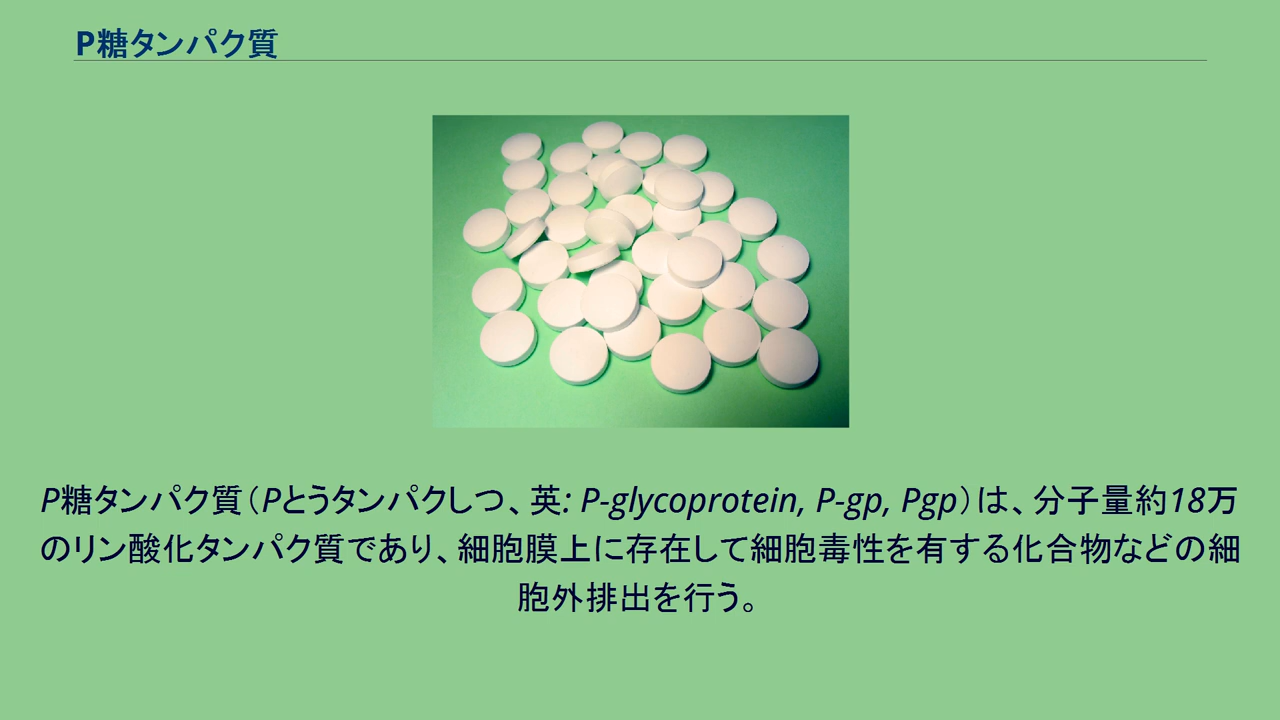 P糖タンパク質
P糖タンパク質（Pとうタンパクしつ、英: P-glycoprotein, P-gp, Pgp）は、分子量約18万
のリン酸化タンパク質であり、細胞膜上に存在して細胞毒性を有する化合物などの細
胞外排出を行う。